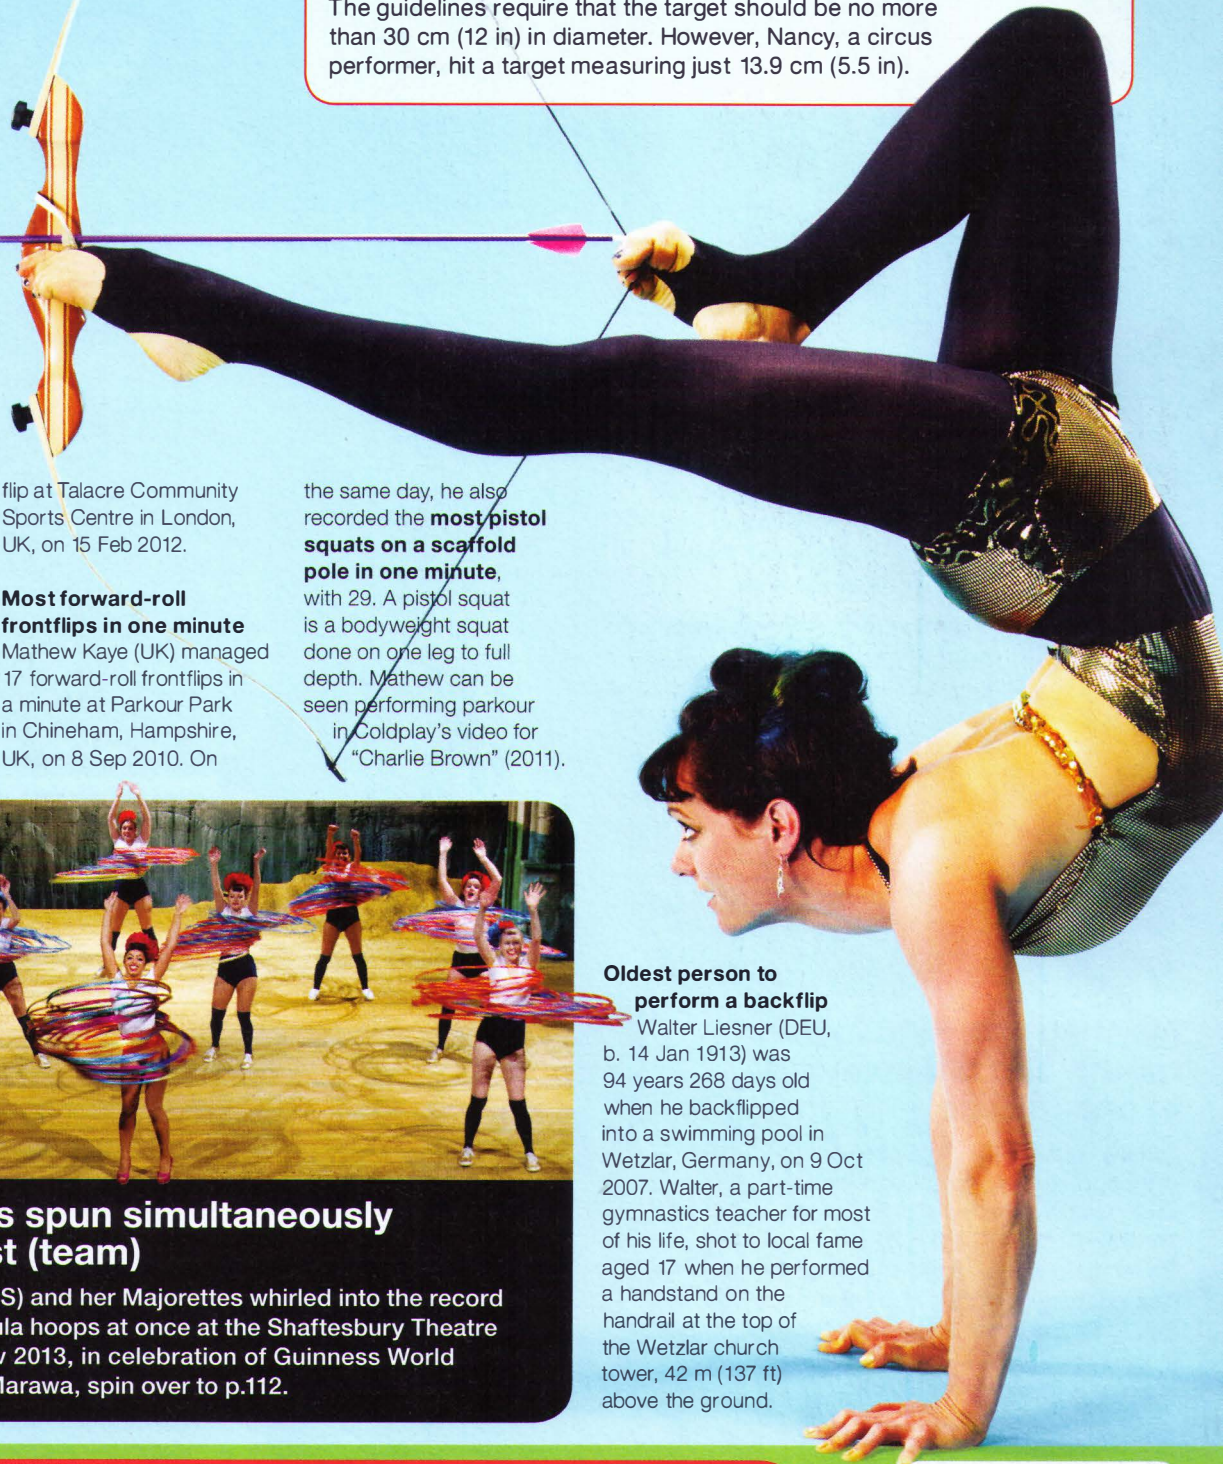 The guidelines require that the target should be no more
than 30 cm (12 in) in diameter. However, Nancy, a circus
performer, hit a target measuring just 13.9 cm (5.5 in).
flip at Talacre Community
Sports Centre in London,
UK, on 15 Feb 2012.
Most forward-roll
frontflips in one minute
Mathew Kaye (UK) managed
17 forward-roll frontflips in
a minute at Parkour Park
in Chineham, Hampshire,
UK, on 8 Sep 2010. On
the same day, he also
recorded the most pistol
squats on a scaffold
pole in one minute,
with 29. A pistol squat
is a bodyweight squat
done on one leg to full
depth. Mathew can be
seen performing parkour
in Coldplay's video for
"Charlie Brown" (2011).
s spun simultaneously
st (team)
S) and her Majorettes whirled into the record
ula hoops at once at the Shaftesbury Theatre
v 2013, in celebration of Guinness World
Marawa, spin over to p.112.
Oldest person to
perform a backflip
Walter Liesner (DEU,
b. 14 Jan 1913) was
94 years 268 days old
when he backflipped
into a swimming pool in
Wetzlar, Germany, on 9 Oct
2007. Walter, a part-time
gymnastics teacher for most
of his life, shot to local fame
aged 17 when he performed
a handstand on the
handrail at the top of
the Wetzlar church
tower, 42 m (137 ft)
above the ground.